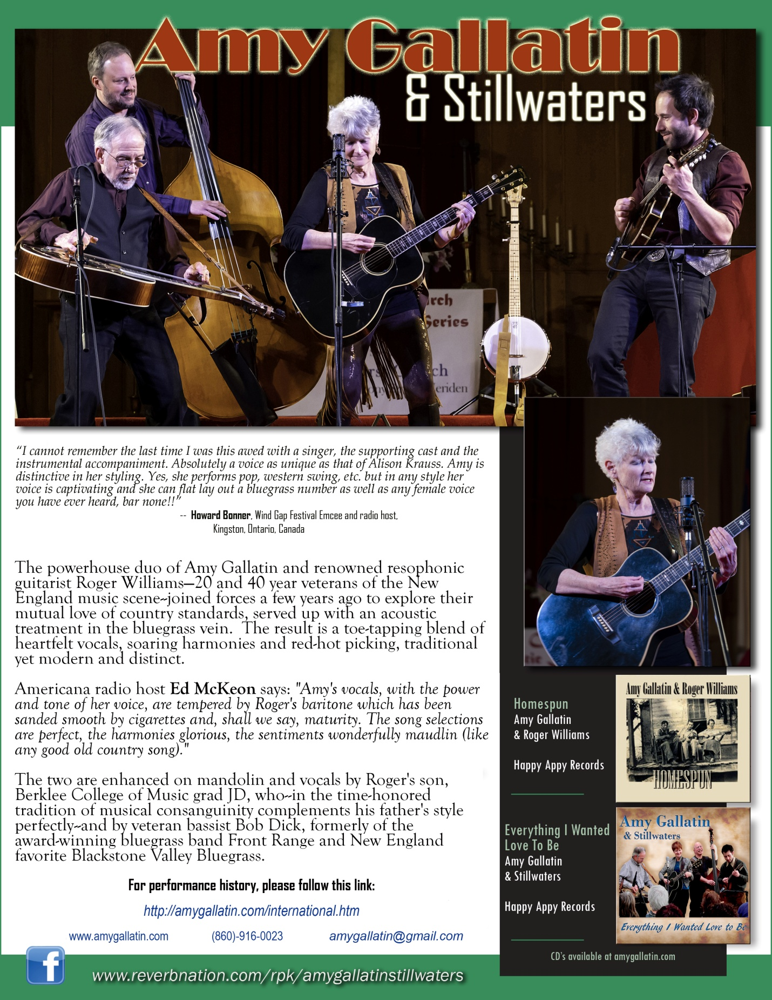 Amy Gallatin
& Stillwaters
rch
Series
ch
eriden
“I cannot remember the last time I was this awed with a singer, the supporting cast and the
instrumental accompaniment. Absolutely a voice as unique as that of Alison Krauss. Amy is
distinctive in her styling. Yes, she performs pop, western swing, etc. but in any style her
voice is captivating and she can flat lay out a bluegrass number as well as any female voice
you have ever heard, bar none!!”
-- Howard Bonner, Wind Gap Festival Emcee and radio host,
Kingston, Ontario, Canada
The powerhouse duo of Amy Gallatin and renowned resophonic
guitarist Roger Williams—20 and 40 year veterans of the New
England music scene--joined forces a few years ago to explore their
mutual love of country standards, served up with an acoustic
treatment in the bluegrass vein.  The result is a toe-tapping blend of
heartfelt vocals, soaring harmonies and red-hot picking, traditional
yet modern and distinct.
Americana radio host Ed McKeon says: "Amy's vocals, with the power
and tone of her voice, are tempered by Roger's baritone which has been
sanded smooth by cigarettes and, shall we say, maturity. The song selections
are perfect, the harmonies glorious, the sentiments wonderfully maudlin (like
any good old country song)."
The two are enhanced on mandolin and vocals by Roger's son,
Berklee College of Music grad JD, who--in the time-honored
tradition of musical consanguinity complements his father's style
perfectly--and by veteran bassist Bob Dick, formerly of the
award-winning bluegrass band Front Range and New England
favorite Blackstone Valley Bluegrass.
For performance history, please follow this link:
http://amygallatin.com/international.htm
www.amygallatin.com (860)-916-0023 amygallatin@gmail.com
f
www.reverbnation.com/rpk/amygallatinstillwaters
Homespun
Amy Gallatin
& Roger Williams
Happy Appy Records
Amy Gallatin & Roger Williams
HOMESPUN
Everything I Wanted
Love To Be
Amy Gallatin
& Stillwaters
Happy Appy Records
Amy Gallatin
& Stillwaters
Everything I Wanted Love to Be
CD's available at amygallatin.com